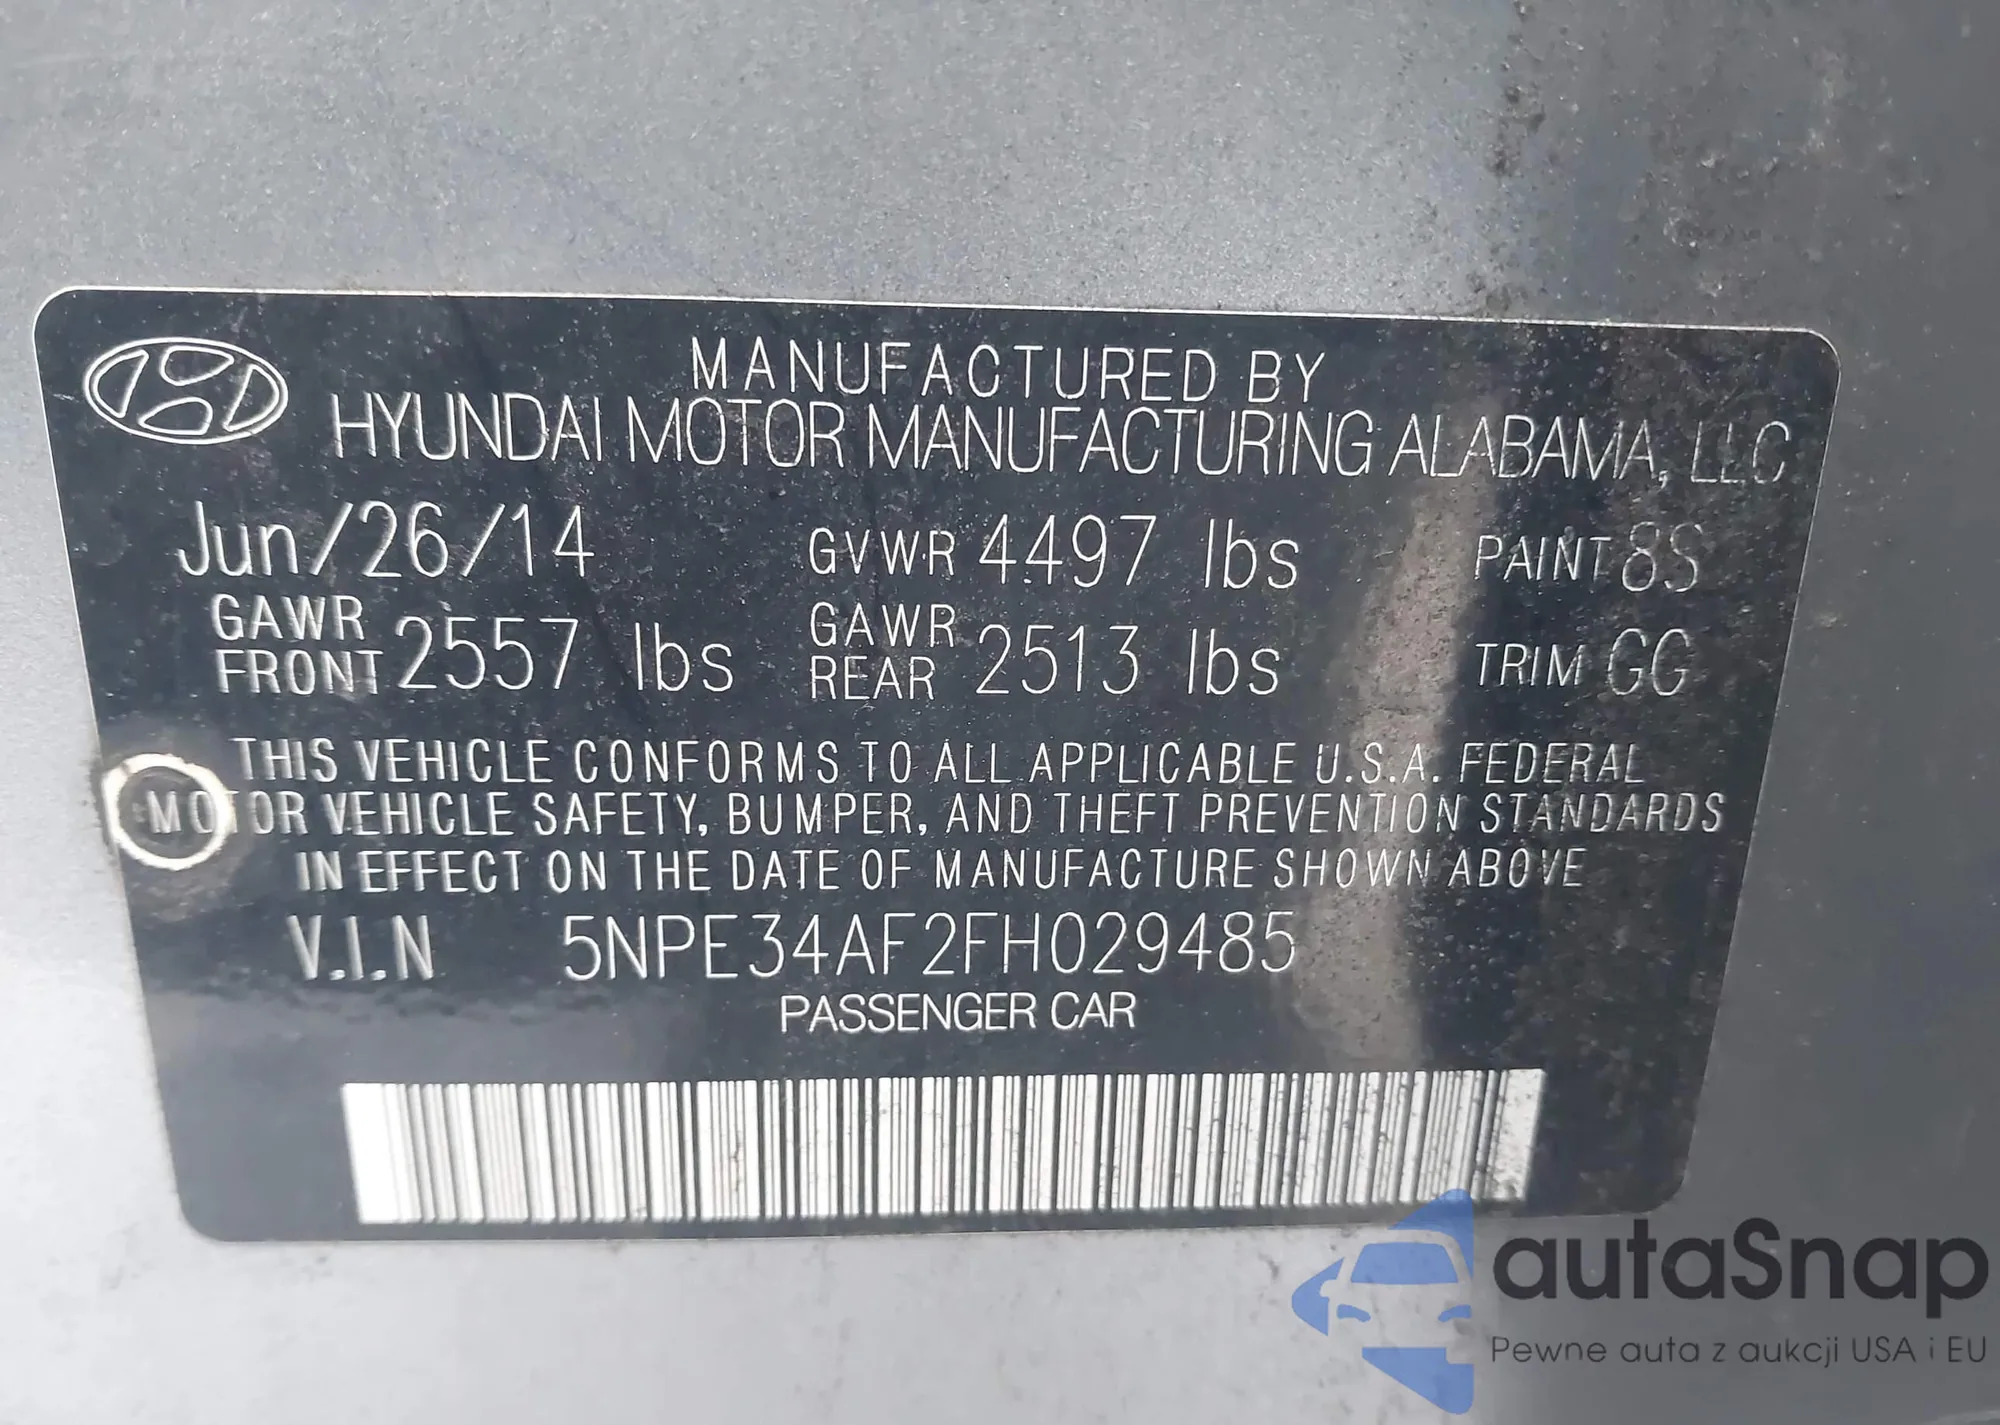 MANUFACTURED BY
HYUNDAI MOTOR MANUFACTURING ALABAMA, LLC
Jun/26/14 GVWR 4497 lbs PAINT 8S
GAWR FRONT 2557 lbs GAWR REAR 2513 lbs TRIM GG
THIS VEHICLE CONFORMS TO ALL APPLICABLE U.S.A. FEDERAL
MOTOR VEHICLE SAFETY, BUMPER, AND THEFT PREVENTION STANDARDS
IN EFFECT ON THE DATE OF MANUFACTURE SHOWN ABOVE
V.I.N 5NPE34AF2FH029485
PASSENGER CAR
autaSnap
Pewne auta z aukcji USA i EU